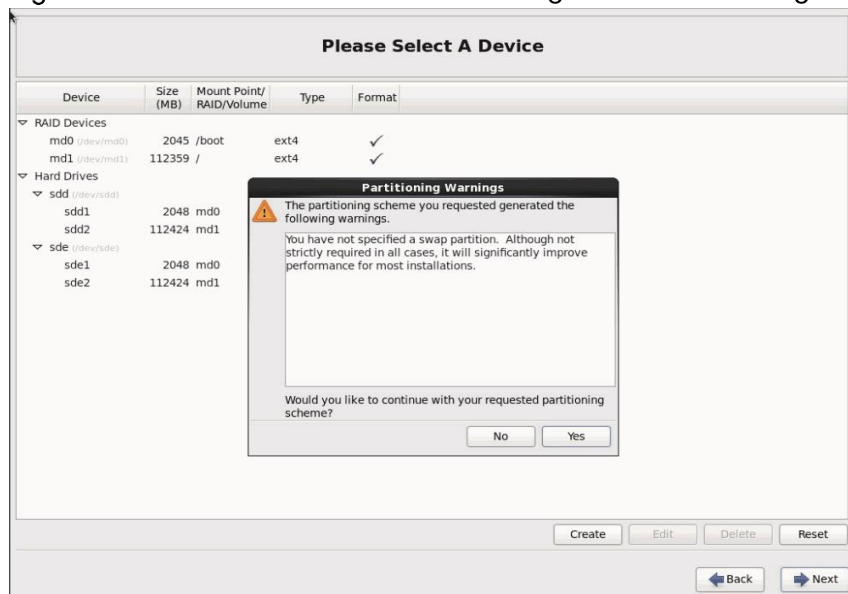 Please Select A Device
Device Size (MB) Mount Point/ RAID/Volume Type Format
RAID Devices
md0 (/dev/md0) 2045 /boot ext4 ✓
md1 (/dev/md1) 112359 / ext4 ✓
Hard Drives
sdd (/dev/sdd)
sdd1 2048 md0
sdd2 112424 md1
sde (/dev/sde)
sde1 2048 md0
sde2 112424 md1
Partitioning Warnings
The partitioning scheme you requested generated the
following warnings.
You have not specified a swap partition. Although not
strictly required in all cases, it will significantly improve
performance for most installations.
Would you like to continue with your requested partitioning
scheme?
No Yes
Create Edit Delete Reset
Back Next